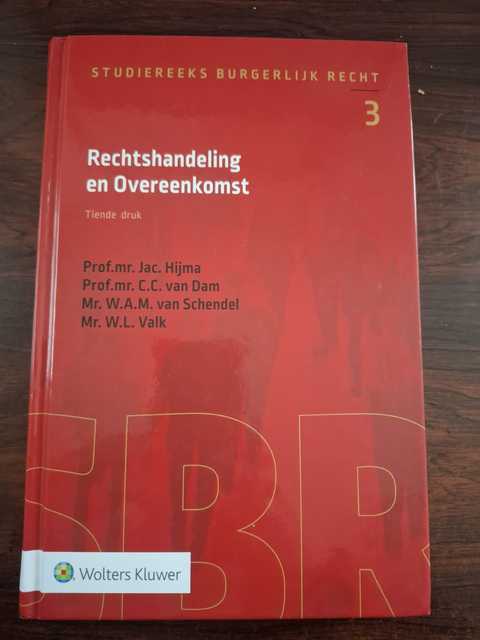 STUDIEREEKS BURGERLIJK RECHT
3
Rechtshandeling
en Overeenkomst
Tiende druk
Prof.mr. Jac. Hijma
Prof.mr. C.C. van Dam
Mr. W.A.M. van Schendel
Mr. W.L. Valk
SBR
Wolters Kluwer